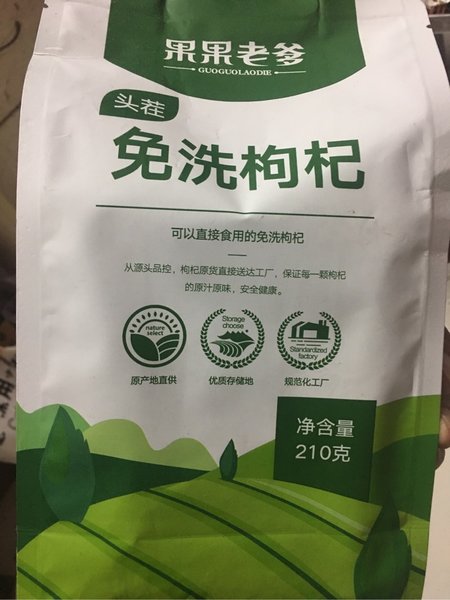 果果老爹
GUOGUOLAODIE
头茬
免洗枸杞
可以直接食用的免洗枸杞
从源头品控，枸杞原货直接送达工厂，保证每一颗枸杞
的原汁原味，安全健康。
nature
select
Storage
choose
Standardized
factory
原产地直供
优质存储地
规范化工厂
净含量
210克